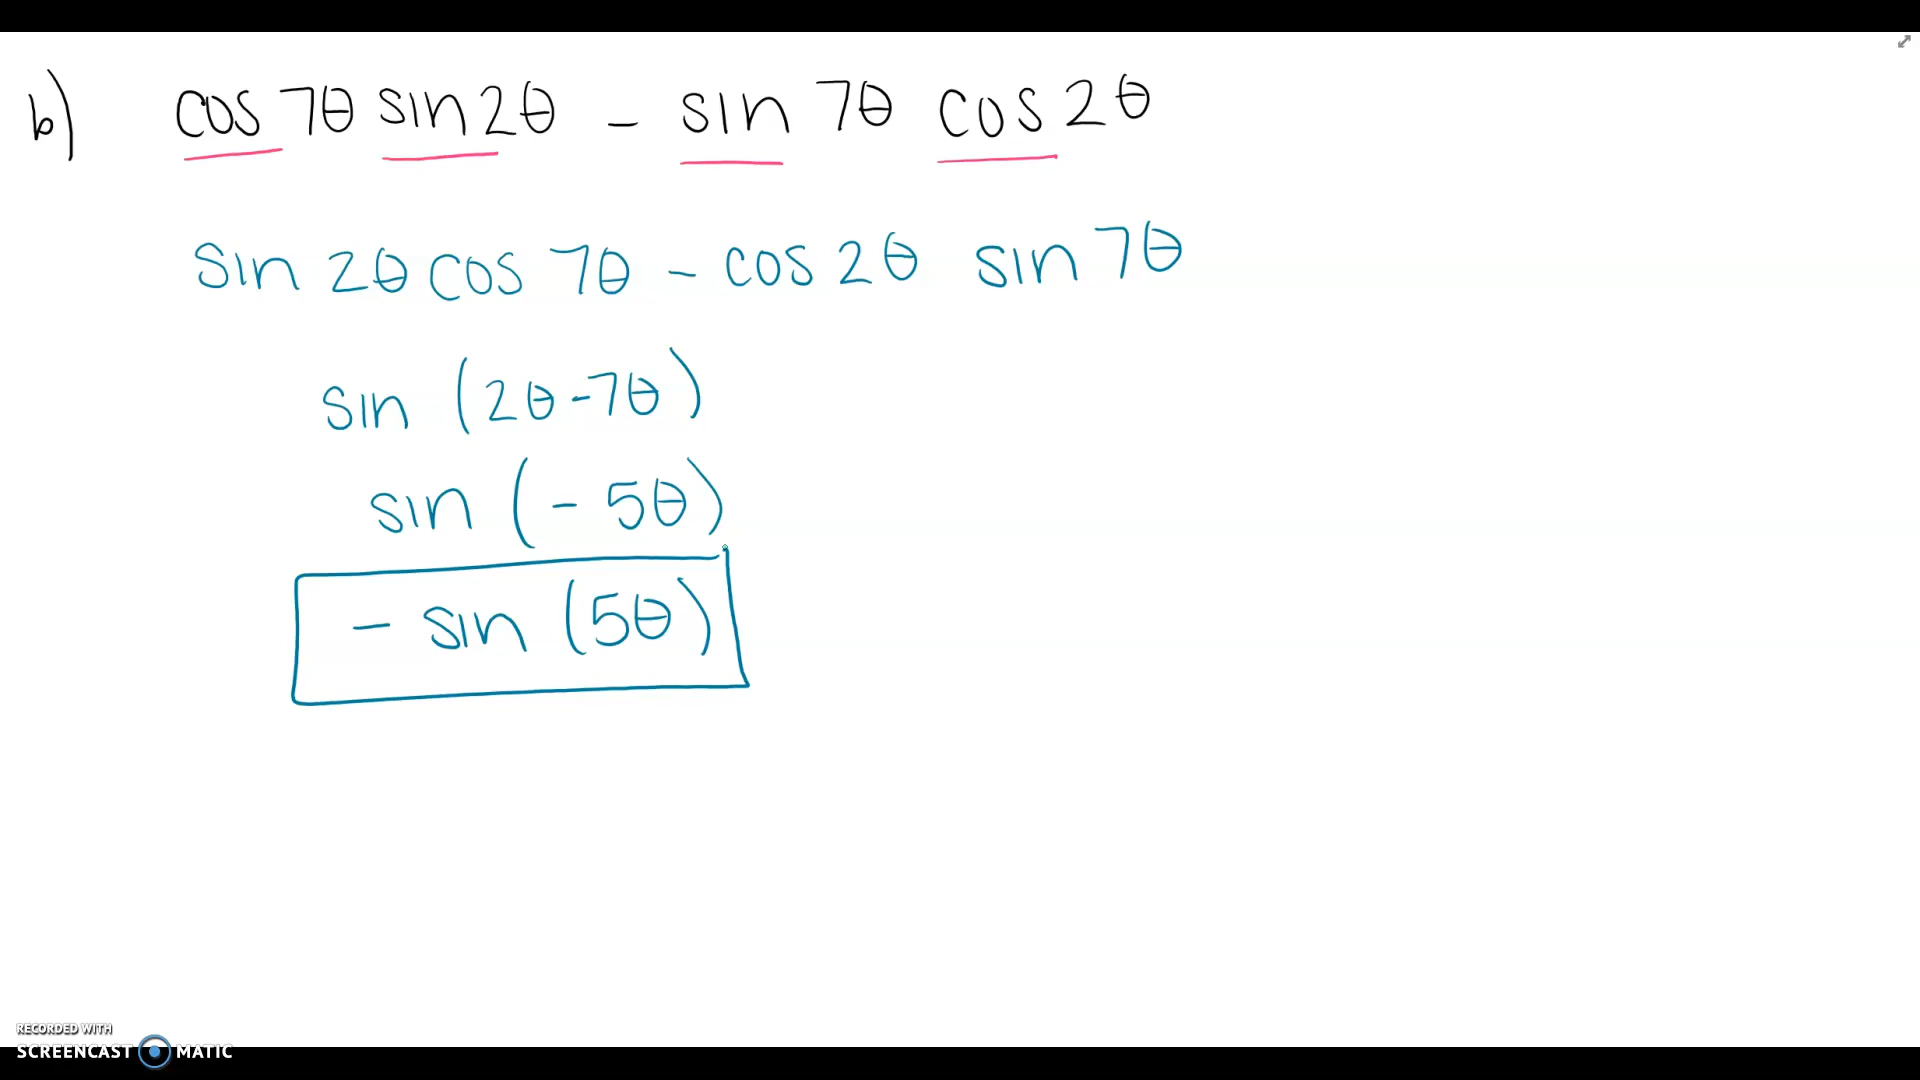 b) cos 7θ sin 2θ - sin 7θ cos 2θ
sin 2θ cos 7θ - cos 2θ sin 7θ
sin (2θ - 7θ)
sin (- 5θ)
- sin (5θ)
RECORDED WITH
SCREENCAST MATIC